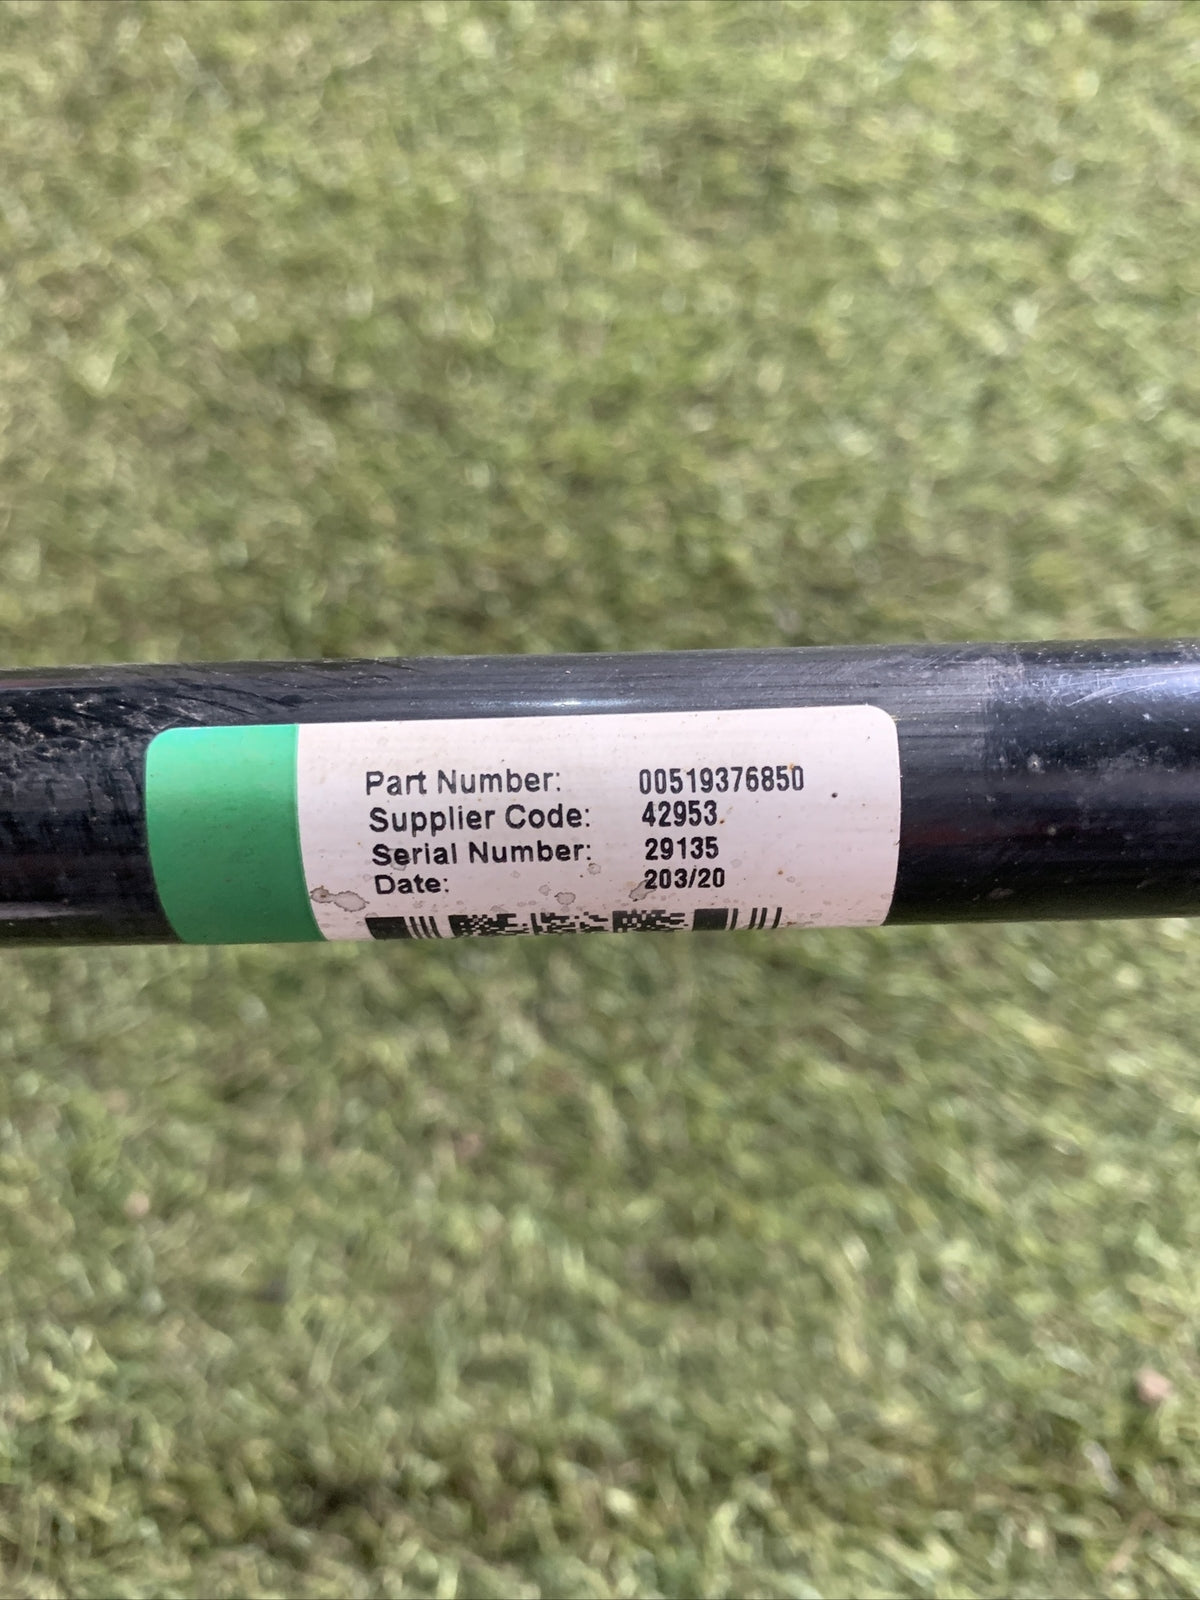 Part Number: 00519376850
Supplier Code: 42953
Serial Number: 29135
Date: 203/20